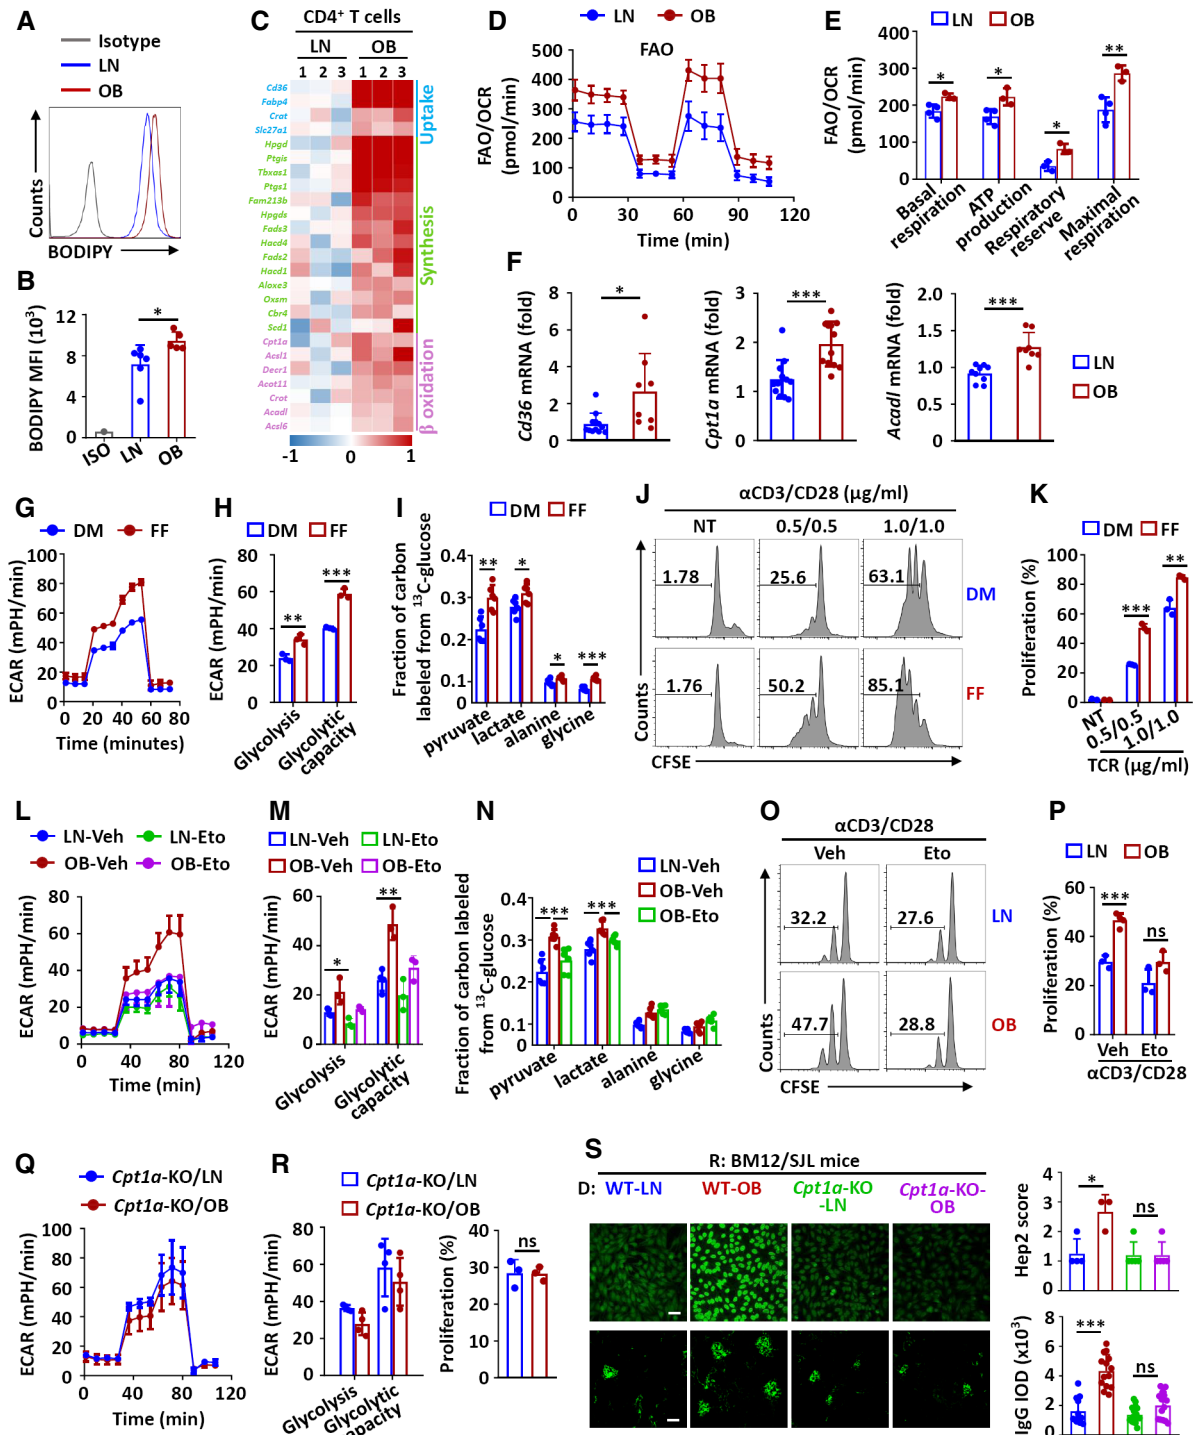 A
Isotype
LN
OB
Counts
BODIPY
B
BODIPY MFI (10³)
12
8
4
0
*
ISO
LN
OB
C
CD4⁺ T cells
LN
OB
1 2 3 1 2 3
Cd36
Fabp4
Crat
Slc27a1
Uptake
Hpgd
Ptgis
Tbxas1
Ptgs1
Fam213b
Hpgds
Fads3
Hacd4
Fads2
Hacd1
Aloxe3
Oxsm
Cbr4
Scd1
Synthesis
Cpt1a
Acsl1
Decr1
Acot11
Crot
Acadl
Acsl6
β oxidation
-1 0 1
D
LN OB
FAO
FAO/OCR
(pmol/min)
500
400
300
200
100
0
0 30 60 90 120
Time (min)
E
LN OB
FAO/OCR
(pmol/min)
400
300
200
100
0
* * * **
Basal
respiration
ATP
production
Respiratory
reserve
Maximal
respiration
F
Cd36 mRNA (fold)
8
6
4
2
0
*
Cpt1a mRNA (fold)
3
2
1
0
***
Acadl mRNA (fold)
2.0
1.5
1.0
0.5
0
***
LN
OB
G
DM FF
ECAR (mPH/min)
100
80
60
40
20
0
0 20 40 60 80
Time (minutes)
H
DM FF
ECAR (mPH/min)
80
60
40
20
0
** ***
Glycolysis
Glycolytic
capacity
I
DM FF
Fraction of carbon
labeled from ¹³C-glucose
0.4
0.3
0.2
0.1
0
** * * ***
pyruvate
lactate
alanine
glycine
J
αCD3/CD28 (µg/ml)
NT 0.5/0.5 1.0/1.0
1.78 25.6 63.1 DM
1.76 50.2 85.1 FF
Counts
CFSE
K
DM FF
Proliferation (%)
100
80
60
40
20
0
*** **
NT
0.5/0.5
1.0/1.0
TCR (µg/ml)
L
LN-Veh LN-Eto
OB-Veh OB-Eto
ECAR (mPH/min)
80
60
40
20
0
0 40 80 120
Time (min)
M
LN-Veh LN-Eto
OB-Veh OB-Eto
ECAR (mPH/min)
60
40
20
0
* **
Glycolysis
Glycolytic
capacity
N
LN-Veh
OB-Veh
OB-Eto
Fraction of carbon labeled
from ¹³C-glucose
0.4
0.3
0.2
0.1
0
*** ***
pyruvate
lactate
alanine
glycine
O
αCD3/CD28
Veh Eto
32.2 27.6 LN
47.7 28.8 OB
Counts
CFSE
P
LN OB
Proliferation (%)
60
40
20
0
*** ns
Veh Eto
αCD3/CD28
Q
Cpt1a-KO/LN
Cpt1a-KO/OB
ECAR (mPH/min)
100
80
60
40
20
0
0 40 80 120
Time (min)
R
Cpt1a-KO/LN
Cpt1a-KO/OB
ECAR (mPH/min)
80
60
40
20
0
Glycolysis
Glycolytic
capacity
Proliferation (%)
40
30
20
10
0
ns
S
R: BM12/SJL mice
D: WT-LN WT-OB Cpt1a-KO
-LN
Cpt1a-KO-
OB
Hep2 score
4
3
2
1
0
* ns
IgG IOD (x10³)
8
6
4
2
0
*** ns